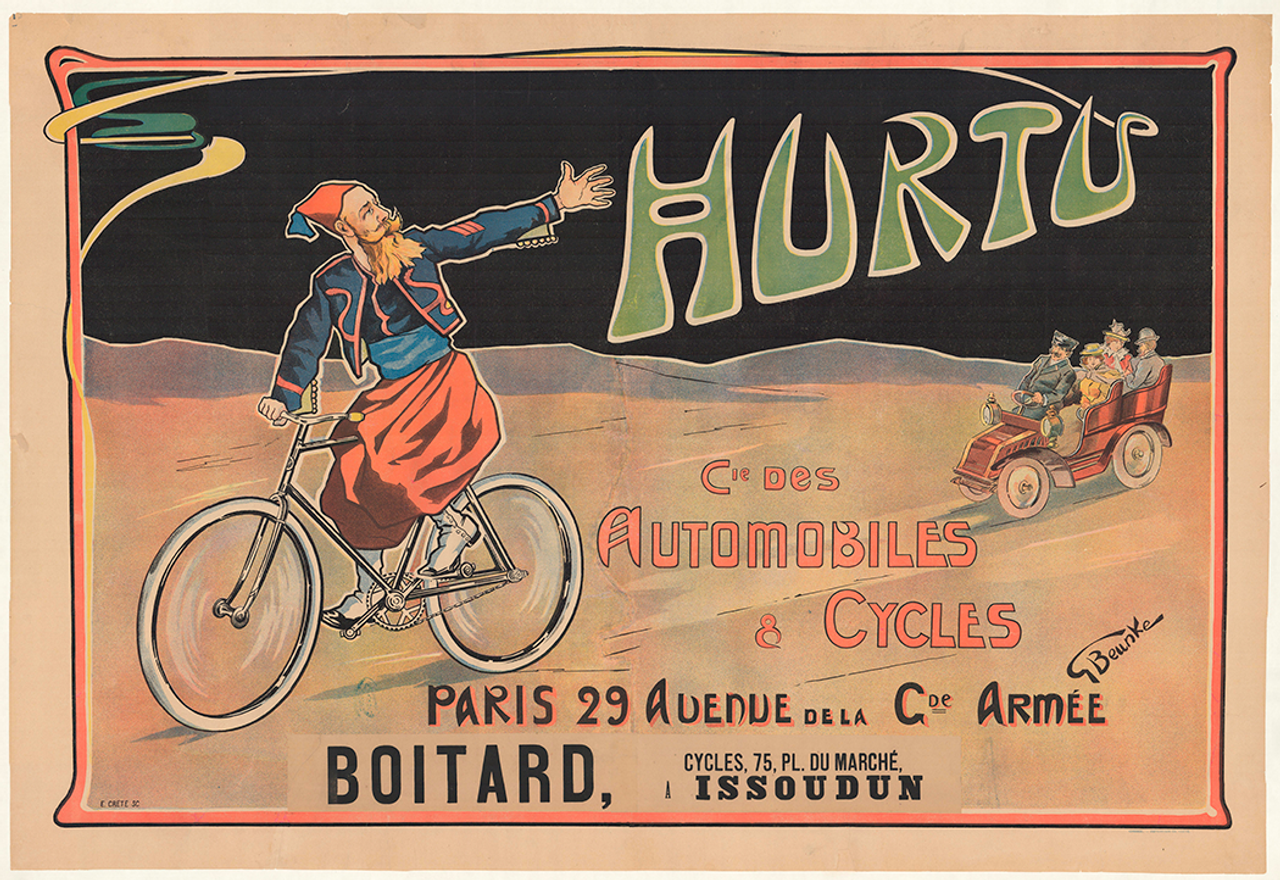 HURTU
Cie DES
AUTOMOBILES
& CYCLES
G Beunke
PARIS 29 AVENUE DE LA Gde ARMÉE
BOITARD,
CYCLES, 75, PL. DU MARCHÉ,
A ISSOUDUN
E. CRÉTÉ SC